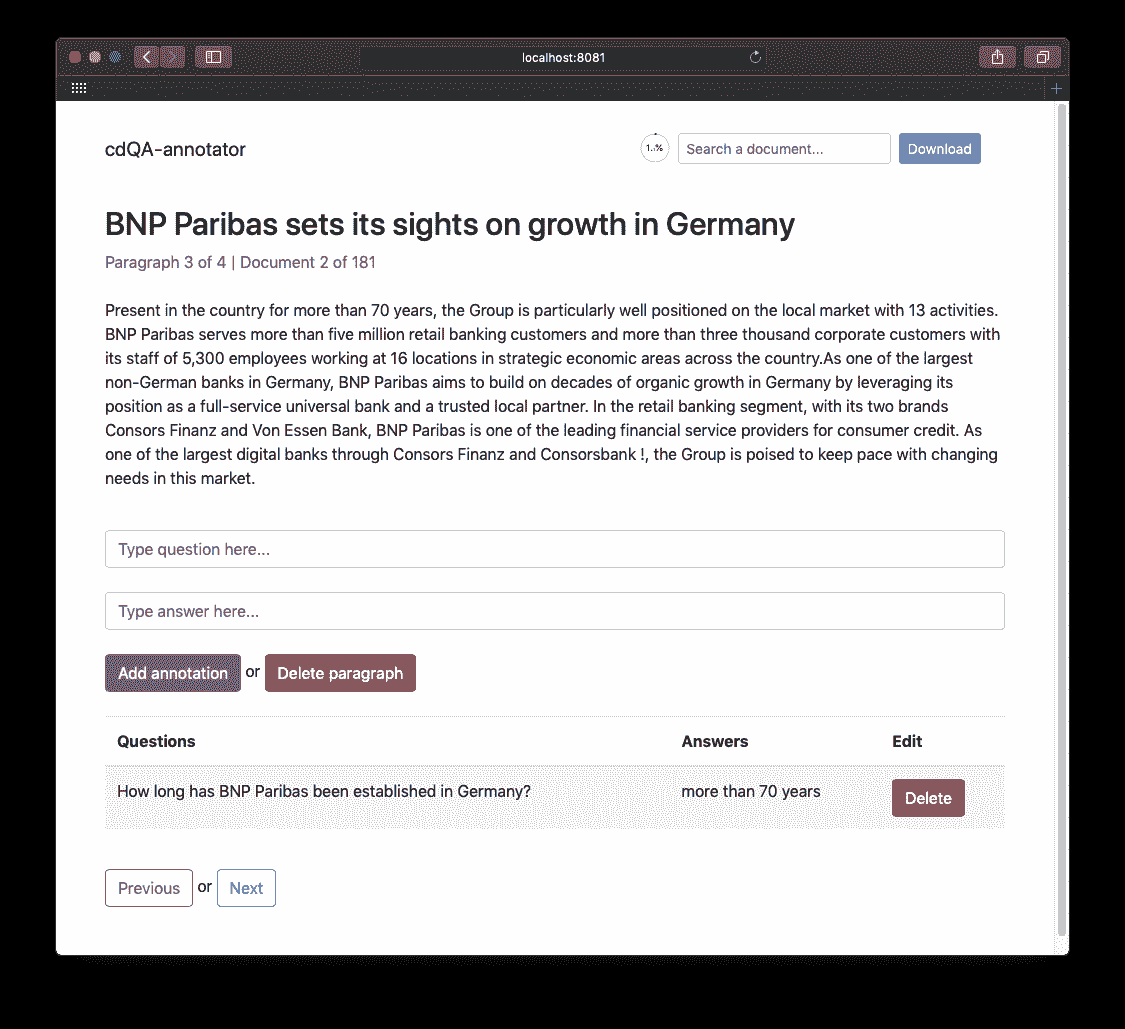 localhost:8081
cdQA-annotator
1..%
Search a document...
Download
BNP Paribas sets its sights on growth in Germany
Paragraph 3 of 4 | Document 2 of 181
Present in the country for more than 70 years, the Group is particularly well positioned on the local market with 13 activities.
BNP Paribas serves more than five million retail banking customers and more than three thousand corporate customers with
its staff of 5,300 employees working at 16 locations in strategic economic areas across the country.As one of the largest
non-German banks in Germany, BNP Paribas aims to build on decades of organic growth in Germany by leveraging its
position as a full-service universal bank and a trusted local partner. In the retail banking segment, with its two brands
Consors Finanz and Von Essen Bank, BNP Paribas is one of the leading financial service providers for consumer credit. As
one of the largest digital banks through Consors Finanz and Consorsbank !, the Group is poised to keep pace with changing
needs in this market.
Type question here...
Type answer here...
Add annotation or Delete paragraph
Questions Answers Edit
How long has BNP Paribas been established in Germany? more than 70 years Delete
Previous or Next